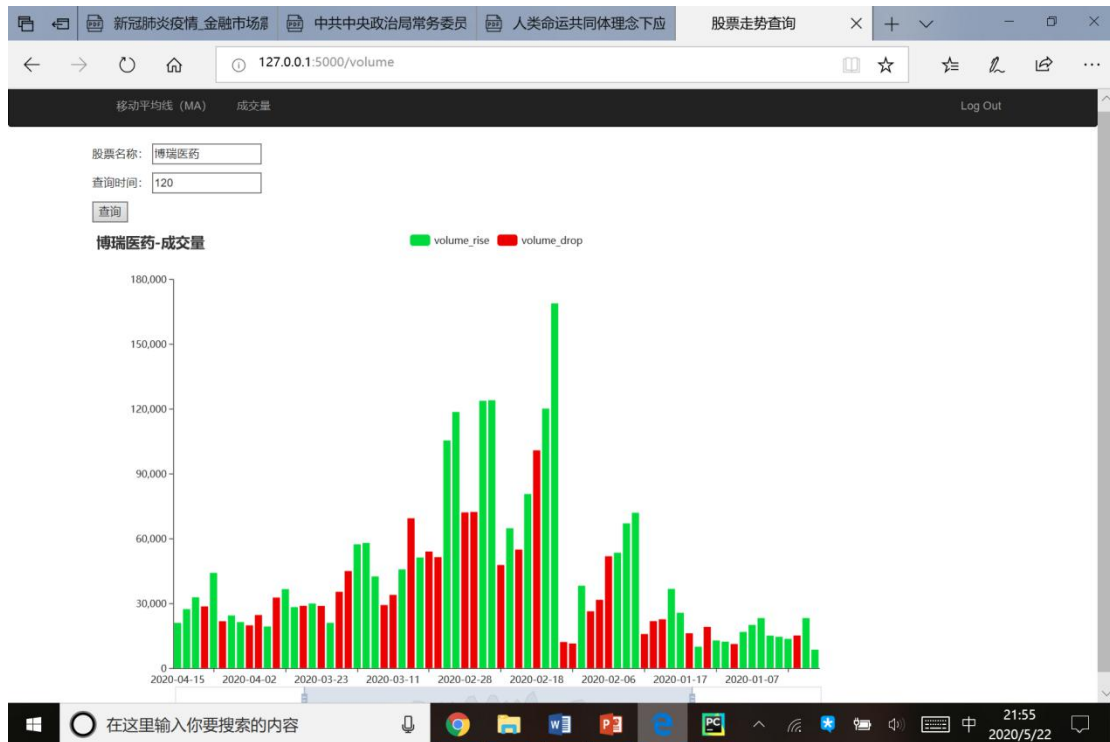 新冠肺炎疫情_金融市场
中共中央政治局常务委员
人类命运共同体理念下应
股票走势查询
127.0.0.1:5000/volume
移动平均线（MA）
成交量
Log Out
股票名称：
博瑞医药
查询时间：
120
查询
博瑞医药-成交量
volume_rise
volume_drop
180,000
150,000
120,000
90,000
60,000
30,000
0
2020-04-15
2020-04-02
2020-03-23
2020-03-11
2020-02-28
2020-02-18
2020-02-06
2020-01-17
2020-01-07
在这里输入你要搜索的内容
中
21:55
2020/5/22